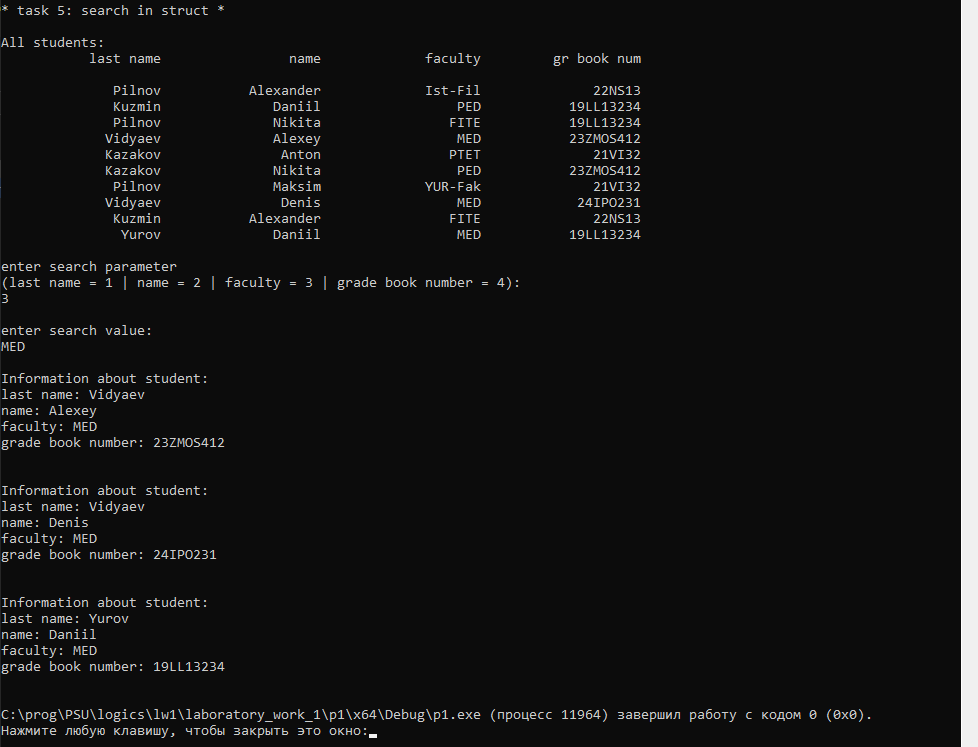 * task 5: search in struct *
All students:
last name name faculty gr book num
Pilnov Alexander Ist-Fil 22NS13
Kuzmin Daniil PED 19LL13234
Pilnov Nikita FITE 19LL13234
Vidyaev Alexey MED 23ZMOS412
Kazakov Anton PTET 21VI32
Kazakov Nikita PED 23ZMOS412
Pilnov Maksim YUR-Fak 21VI32
Vidyaev Denis MED 24IPO231
Kuzmin Alexander FITE 22NS13
Yurov Daniil MED 19LL13234
enter search parameter
(last name = 1 | name = 2 | faculty = 3 | grade book number = 4):
3
enter search value:
MED
Information about student:
last name: Vidyaev
name: Alexey
faculty: MED
grade book number: 23ZMOS412
Information about student:
last name: Vidyaev
name: Denis
faculty: MED
grade book number: 24IPO231
Information about student:
last name: Yurov
name: Daniil
faculty: MED
grade book number: 19LL13234
C:\prog\PSU\logics\lw1\laboratory_work_1\p1\x64\Debug\p1.exe (процесс 11964) завершил работу с кодом 0 (0x0).
Нажмите любую клавишу, чтобы закрыть это окно: